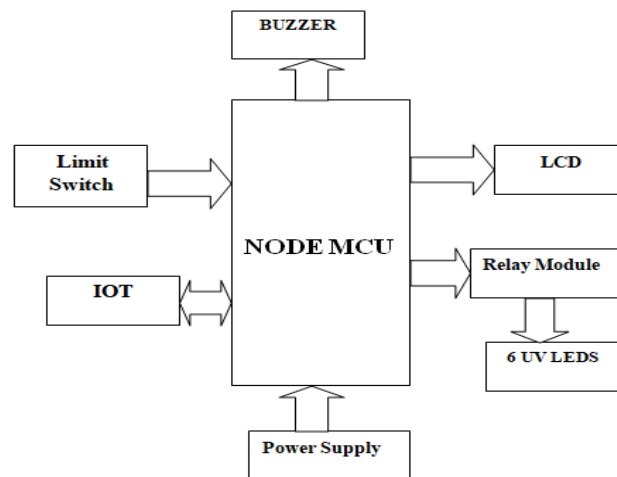 BUZZER
Limit
Switch
LCD
NODE MCU
Relay Module
IOT
6 UV LEDS
Power Supply